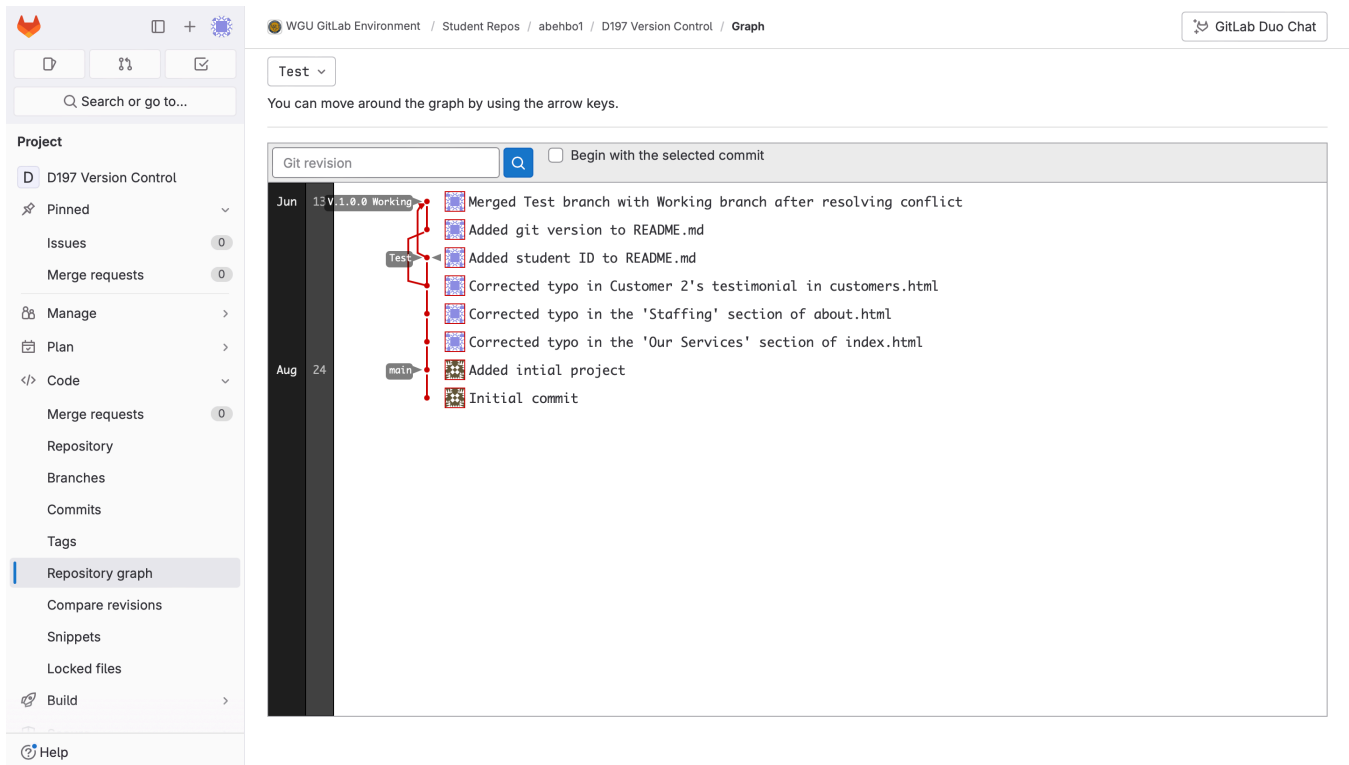 WGU GitLab Environment / Student Repos / abehbo1 / D197 Version Control / Graph
GitLab Duo Chat
Search or go to...
Project
D D197 Version Control
Pinned
Issues 0
Merge requests 0
Manage
Plan
Code
Merge requests 0
Repository
Branches
Commits
Tags
Repository graph
Compare revisions
Snippets
Locked files
Build
Help
Test
You can move around the graph by using the arrow keys.
Git revision
Begin with the selected commit
Jun 13 V.1.0.0 Working Merged Test branch with Working branch after resolving conflict
Added git version to README.md
Test Added student ID to README.md
Corrected typo in Customer 2's testimonial in customers.html
Corrected typo in the 'Staffing' section of about.html
Corrected typo in the 'Our Services' section of index.html
Aug 24 main Added intial project
Initial commit